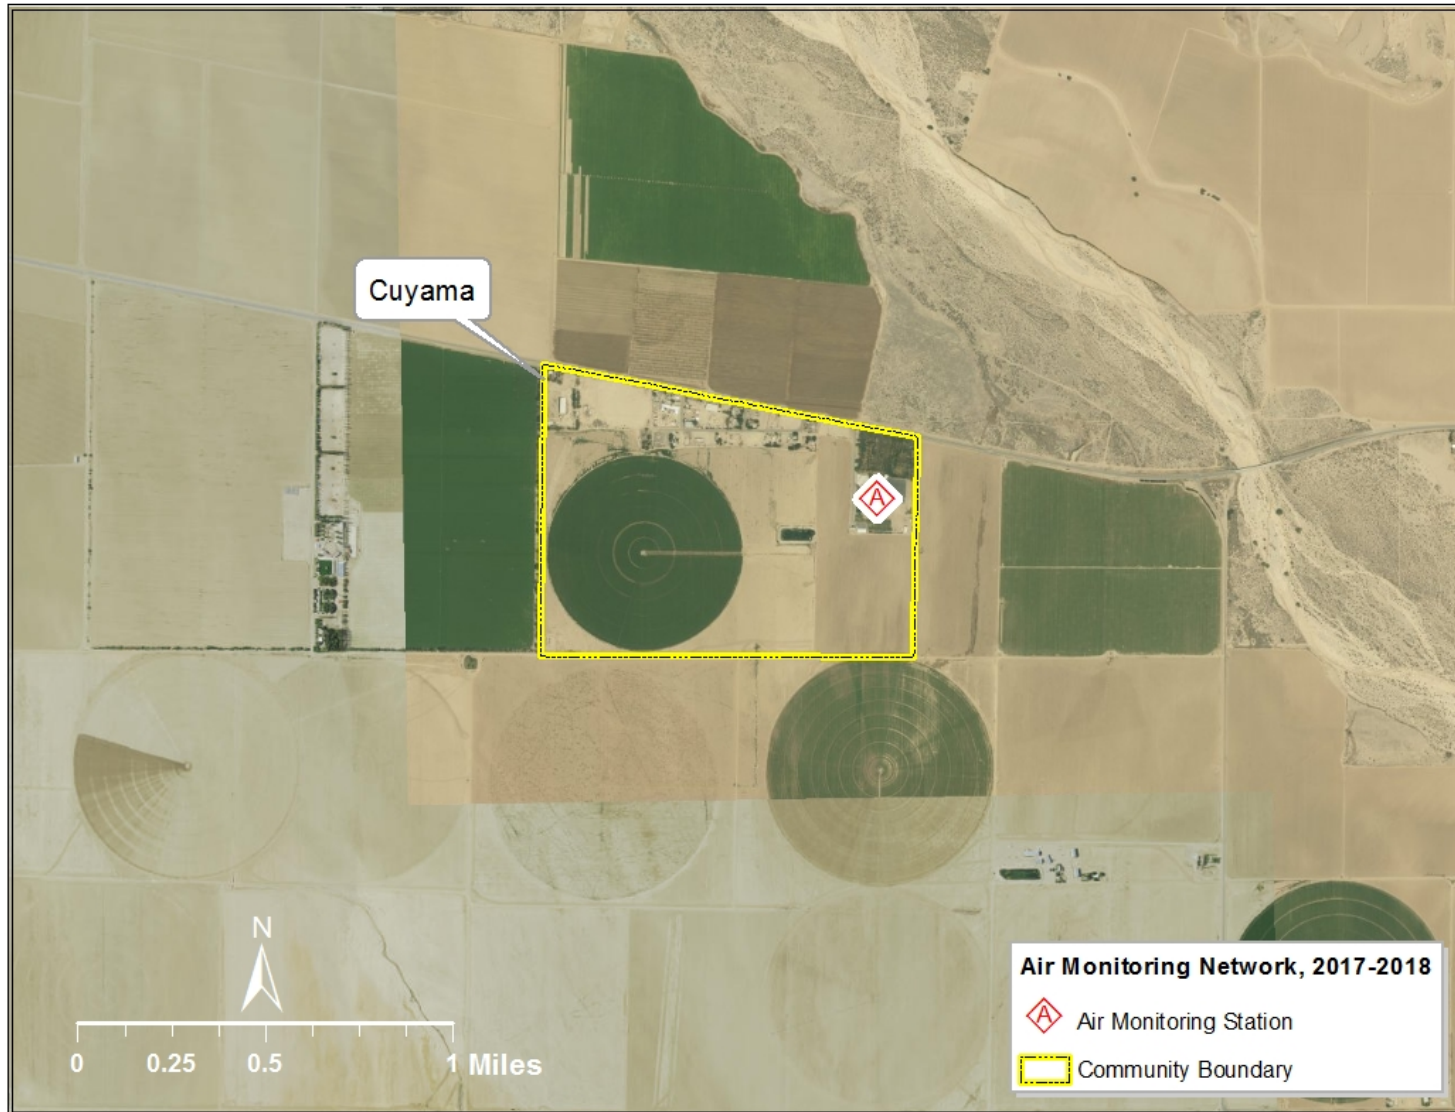 Cuyama
A
N
0 0.25 0.5 1 Miles
Air Monitoring Network, 2017-2018
A Air Monitoring Station
Community Boundary